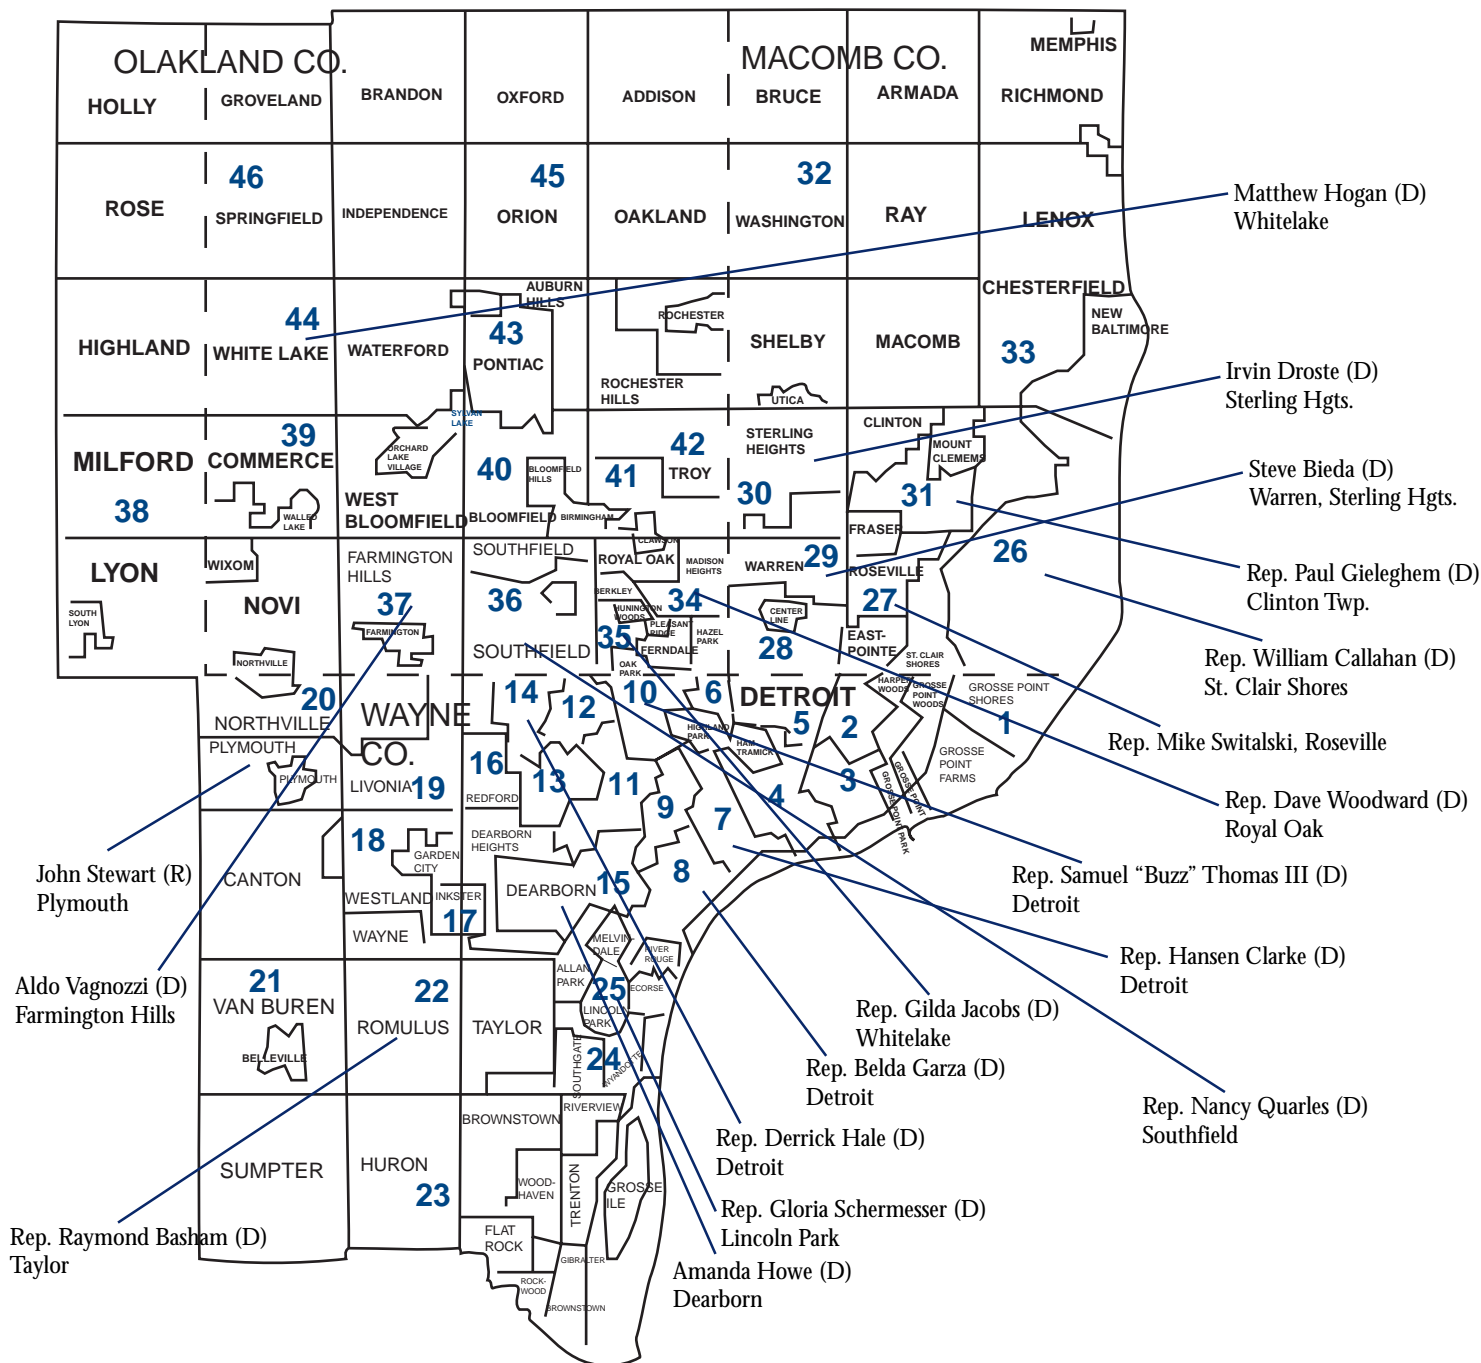 OLAKLAND CO.
MACOMB CO.
MEMPHIS
HOLLY
GROVELAND
BRANDON
OXFORD
ADDISON
BRUCE
ARMADA
RICHMOND
46
45
32
ROSE
SPRINGFIELD
INDEPENDENCE
ORION
OAKLAND
WASHINGTON
RAY
LENOX
Matthew Hogan (D)
Whitelake
AUBURN
HILLS
CHESTERFIELD
44
43
ROCHESTER
NEW
BALTIMORE
HIGHLAND
WHITE LAKE
WATERFORD
PONTIAC
SHELBY
MACOMB
33
ROCHESTER
HILLS
UTICA
Irvin Droste (D)
Sterling Hgts.
SYLVAN
LAKE
39
42
STERLING
HEIGHTS
CLINTON
MILFORD
COMMERCE
ORCHARD
LAKE
VILLAGE
40
BLOOMFIELD
HILLS
41
TROY
MOUNT
CLEMEMS
38
WALLED
LAKE
WEST
BLOOMFIELD
BLOOMFIELD
BIRMINGHAM
30
31
Steve Bieda (D)
Warren, Sterling Hgts.
CLAWSON
FRASER
26
LYON
WIXOM
FARMINGTON
HILLS
SOUTHFIELD
ROYAL OAK
MADISON
HEIGHTS
WARREN
29
ROSEVILLE
Rep. Paul Gieleghem (D)
Clinton Twp.
NOVI
37
36
BERKLEY
34
27
SOUTH
LYON
FARMINGTON
HUNINGTON
WOODS
PLEASANT
RIDGE
CENTER
LINE
35
FERNDALE
HAZEL
PARK
28
EAST-
POINTE
NORTHVILLE
SOUTHFIELD
OAK
PARK
ST. CLAIR
SHORES
Rep. William Callahan (D)
St. Clair Shores
20
14
12
10
6
DETROIT
HARPER
WOODS
GROSSE
POINT
WOODS
GROSSE POINT
SHORES
NORTHVILLE
WAYNE
CO.
HIGHLAND
PARK
HAM
TRAMICK
5
2
1
Rep. Mike Switalski, Roseville
PLYMOUTH
PLYMOUTH
16
13
11
3
GROSSE
POINT
FARMS
LIVONIA
19
REDFORD
9
7
4
GROSSE POINT
GROSSE POINT PARK
Rep. Dave Woodward (D)
Royal Oak
18
GARDEN
CITY
DEARBORN
HEIGHTS
8
John Stewart (R)
Plymouth
CANTON
WESTLAND
INKSTER
DEARBORN
15
Rep. Samuel “Buzz” Thomas III (D)
Detroit
17
WAYNE
MELVIN-
DALE
RIVER
ROUGE
Rep. Hansen Clarke (D)
Detroit
Aldo Vagnozzi (D)
Farmington Hills
21
VAN BUREN
22
ALLAN
PARK
25
ECORSE
Rep. Gilda Jacobs (D)
Whitelake
ROMULUS
TAYLOR
LINCOLN
PARK
BELLEVILLE
SOUTHGATE
24
WYANDOTTE
Rep. Belda Garza (D)
Detroit
BROWNSTOWN
RIVERVIEW
Rep. Nancy Quarles (D)
Southfield
Rep. Derrick Hale (D)
Detroit
SUMPTER
HURON
23
WOOD-
HAVEN
TRENTON
GROSSE
ILE
Rep. Gloria Schermesser (D)
Lincoln Park
Rep. Raymond Basham (D)
Taylor
FLAT
ROCK
GIBRALTER
Amanda Howe (D)
Dearborn
ROCK-
WOOD
BROWNSTOWN